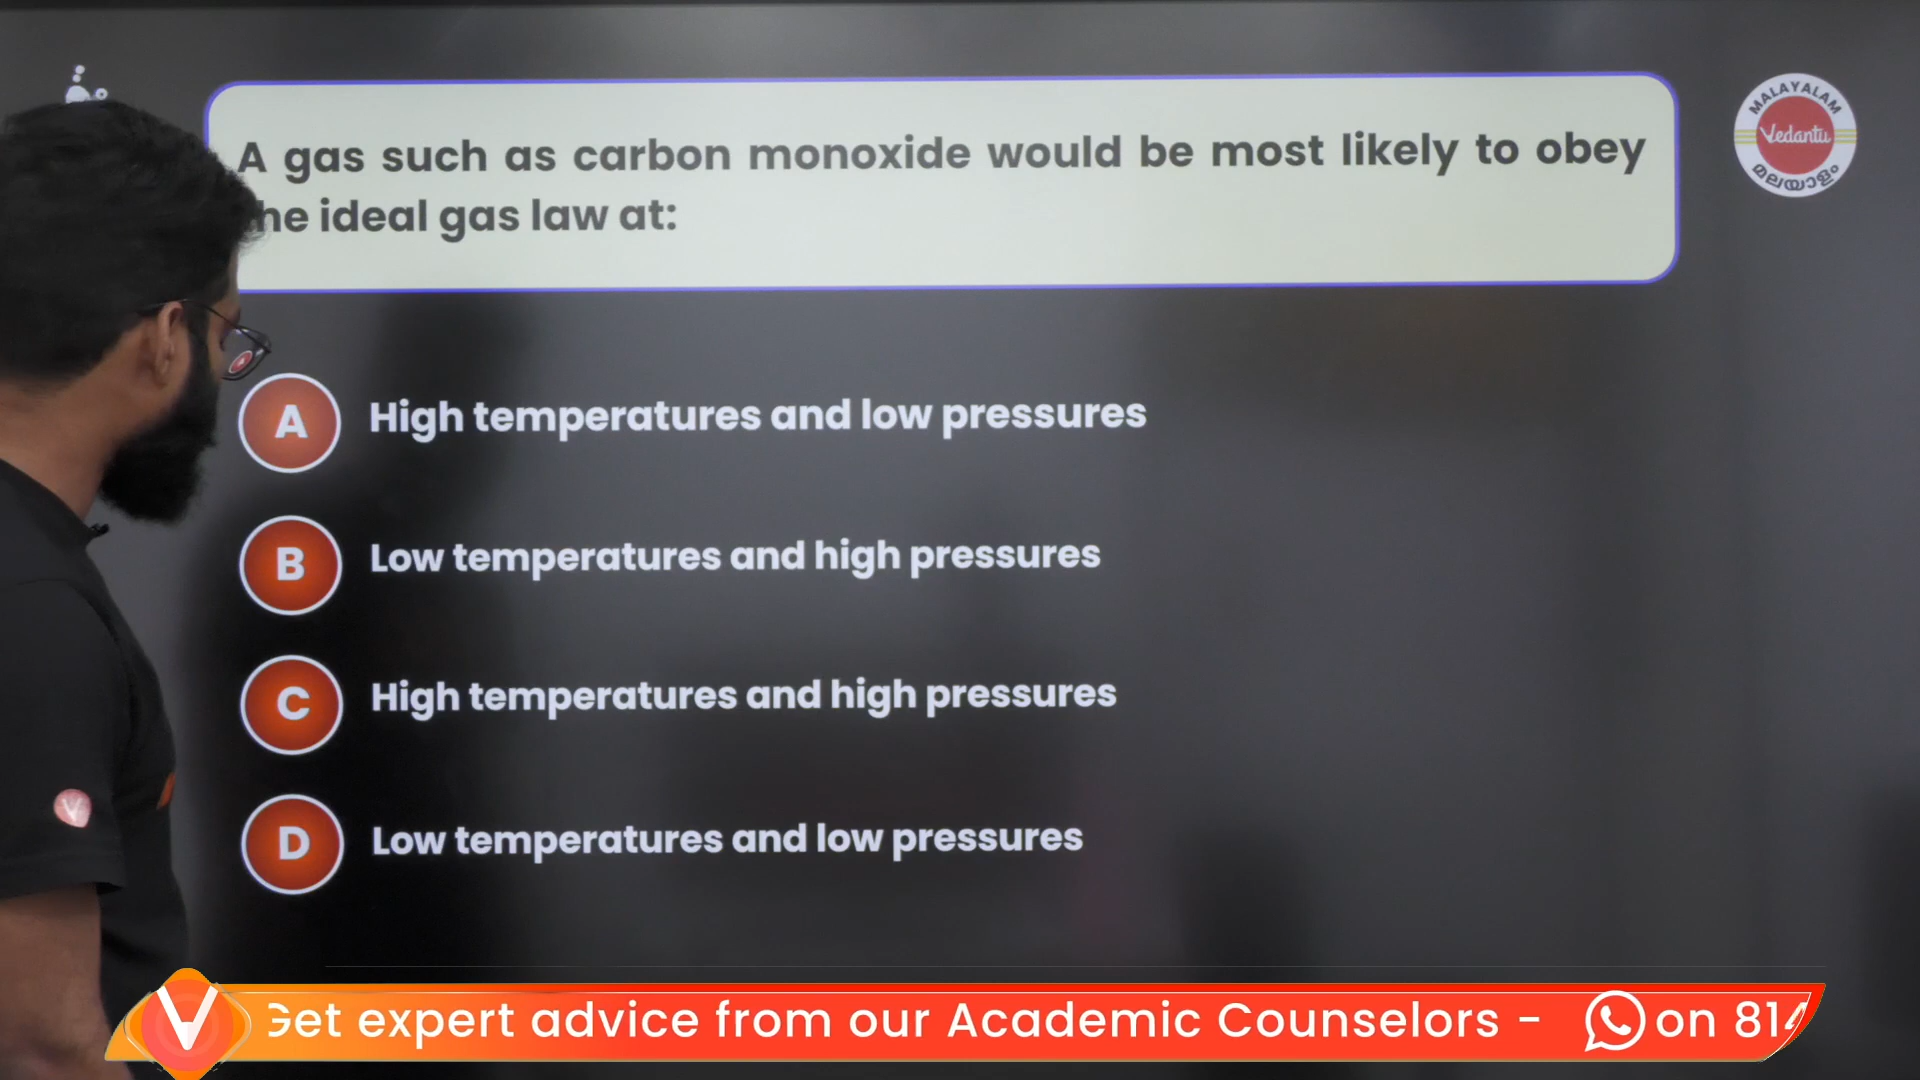 A gas such as carbon monoxide would be most likely to obey
he ideal gas law at:
MALAYALAM
Vedantu
മലയാളം
A High temperatures and low pressures
B Low temperatures and high pressures
C High temperatures and high pressures
D Low temperatures and low pressures
V
Get expert advice from our Academic Counselors - on 814